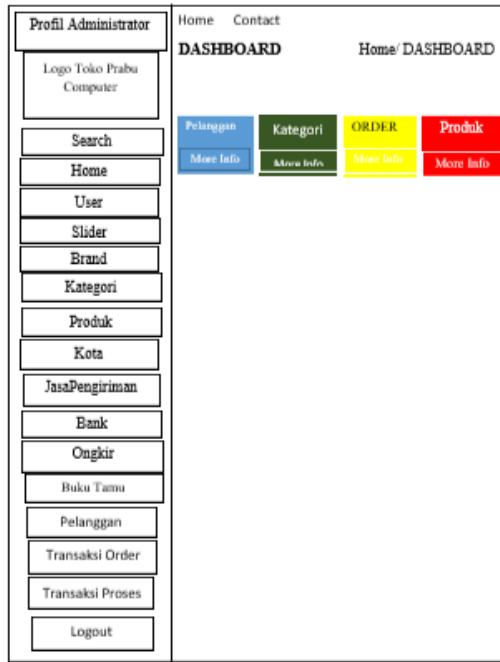 Profil Administrator
Logo Toko Prabu
Computer
Search
Home
User
Slider
Brand
Kategori
Produk
Kota
JasaPengiriman
Bank
Ongkir
Buku Tamu
Pelanggan
Transaksi Order
Transaksi Proses
Logout
Home Contact
DASHBOARD Home/ DASHBOARD
Pelanggan Kategori ORDER Produk
More Info More Info More Info More Info